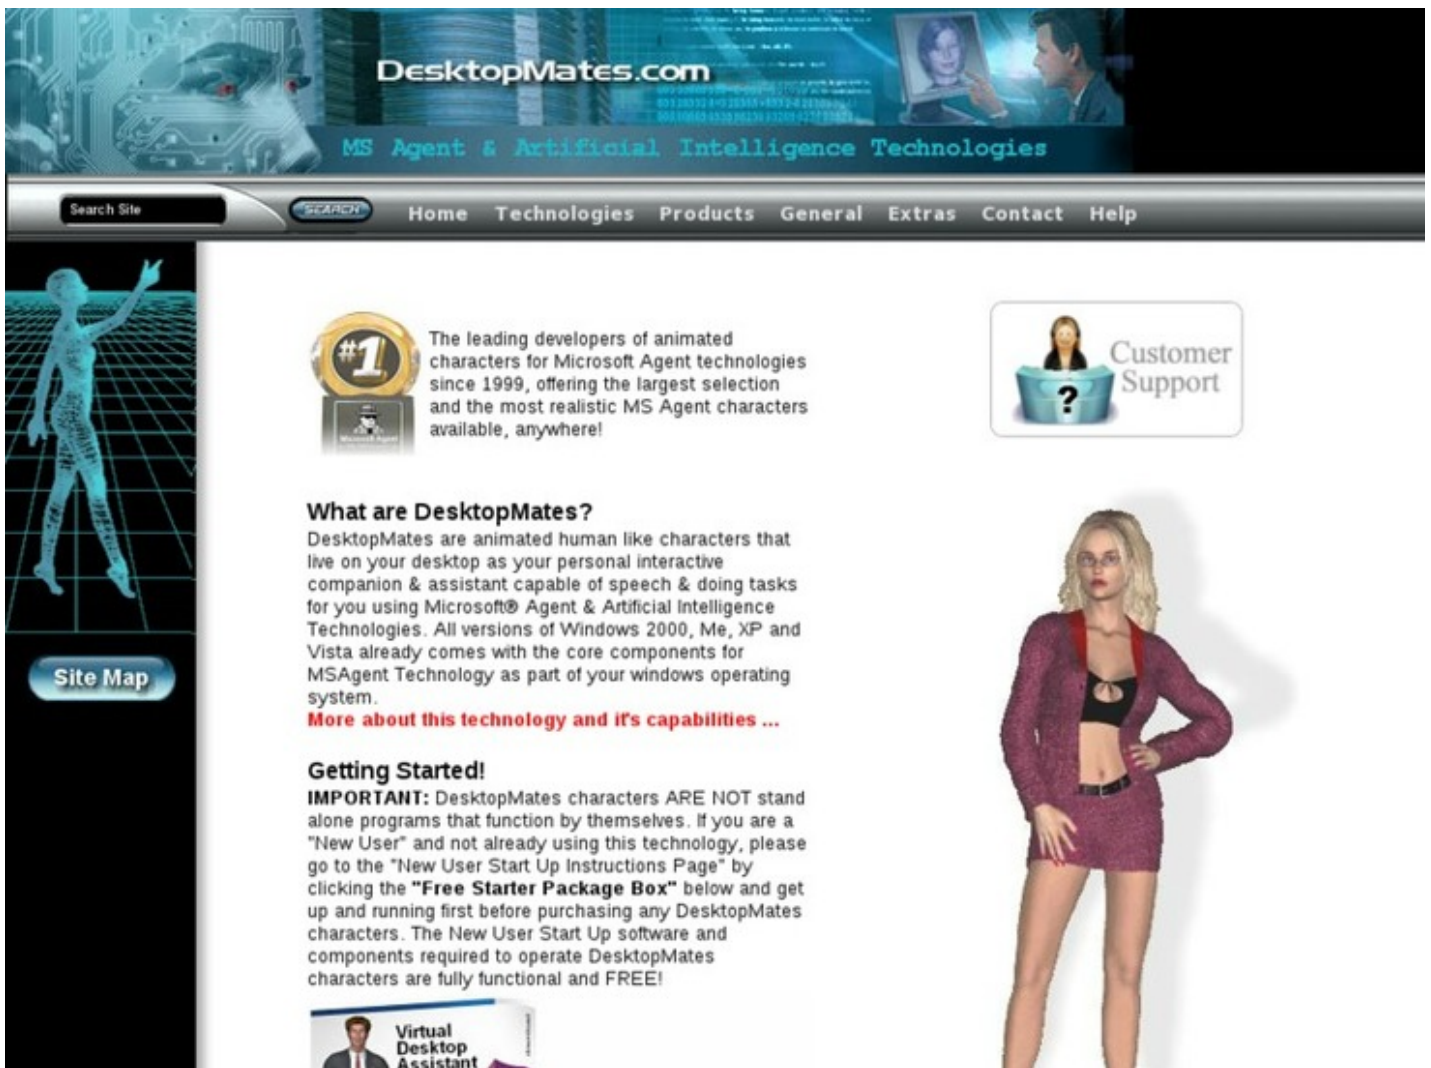 DesktopMates.com
MS Agent & Artificial Intelligence Technologies
Search Site
SEARCH
Home Technologies Products General Extras Contact Help
#1
Microsoft Agent
The leading developers of animated
characters for Microsoft Agent technologies
since 1999, offering the largest selection
and the most realistic MS Agent characters
available, anywhere!
Customer
Support
?
What are DesktopMates?
DesktopMates are animated human like characters that
live on your desktop as your personal interactive
companion & assistant capable of speech & doing tasks
for you using Microsoft® Agent & Artificial Intelligence
Technologies. All versions of Windows 2000, Me, XP and
Vista already comes with the core components for
MSAgent Technology as part of your windows operating
system.
More about this technology and it's capabilities ...
Site Map
Getting Started!
IMPORTANT: DesktopMates characters ARE NOT stand
alone programs that function by themselves. If you are a
"New User" and not already using this technology, please
go to the "New User Start Up Instructions Page" by
clicking the "Free Starter Package Box" below and get
up and running first before purchasing any DesktopMates
characters. The New User Start Up software and
components required to operate DesktopMates
characters are fully functional and FREE!
Virtual
Desktop
Assistant